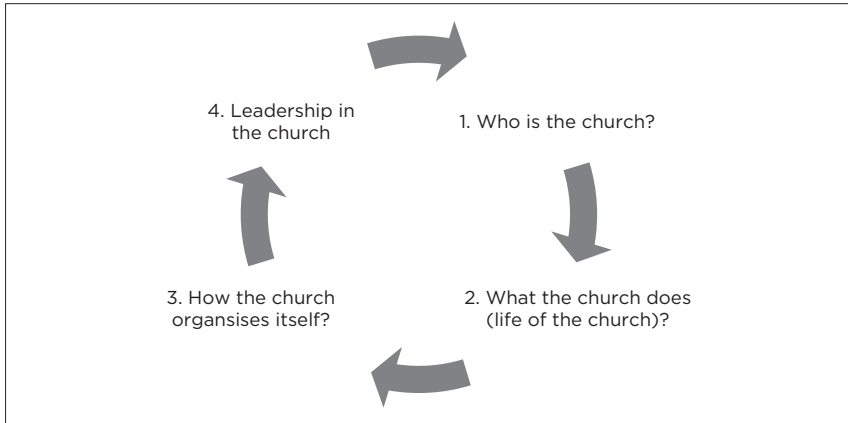 1. Who is the church?
2. What the church does
(life of the church)?
3. How the church
organsises itself?
4. Leadership in
the church